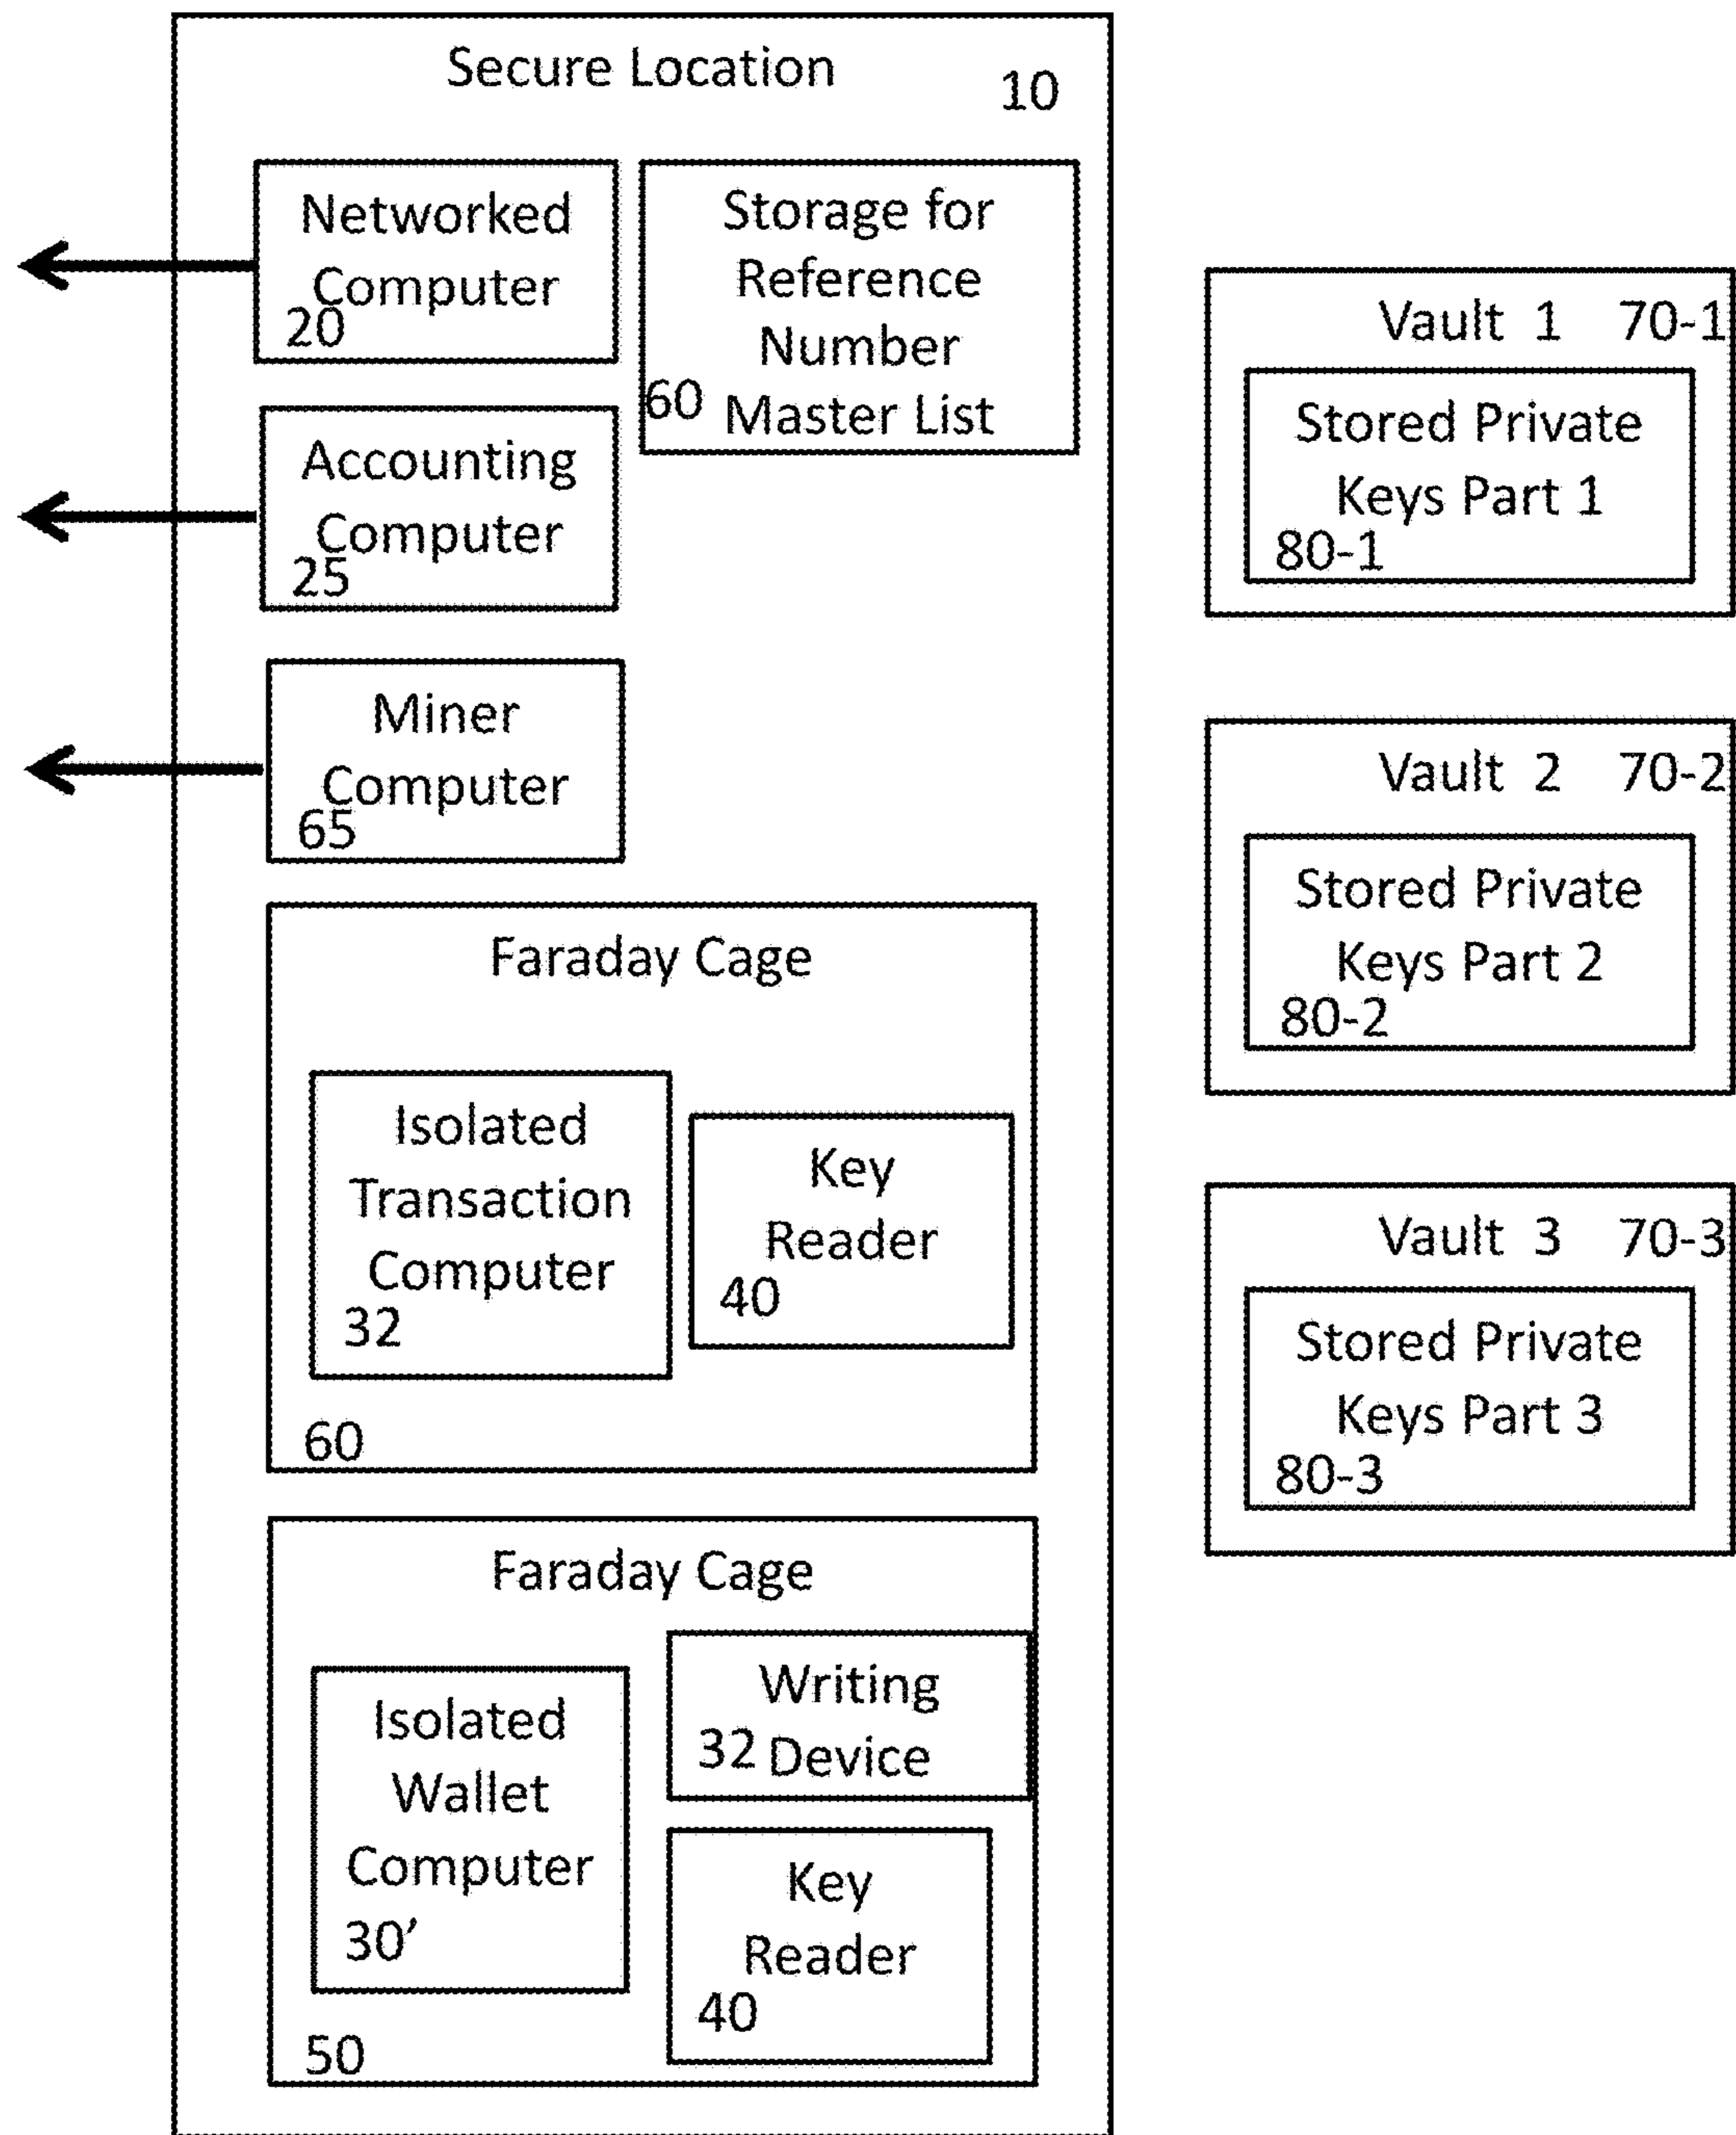 Secure Location
10
Networked
Computer
20
Storage for
Reference
Number
Master List
60
Accounting
Computer
25
Miner
Computer
65
Faraday Cage
Isolated
Transaction
Computer
32
Key
Reader
40
60
Faraday Cage
Isolated
Wallet
Computer
30’
Writing
32 Device
Key
Reader
40
50
Vault 1 70-1
Stored Private
Keys Part 1
80-1
Vault 2 70-2
Stored Private
Keys Part 2
80-2
Vault 3 70-3
Stored Private
Keys Part 3
80-3